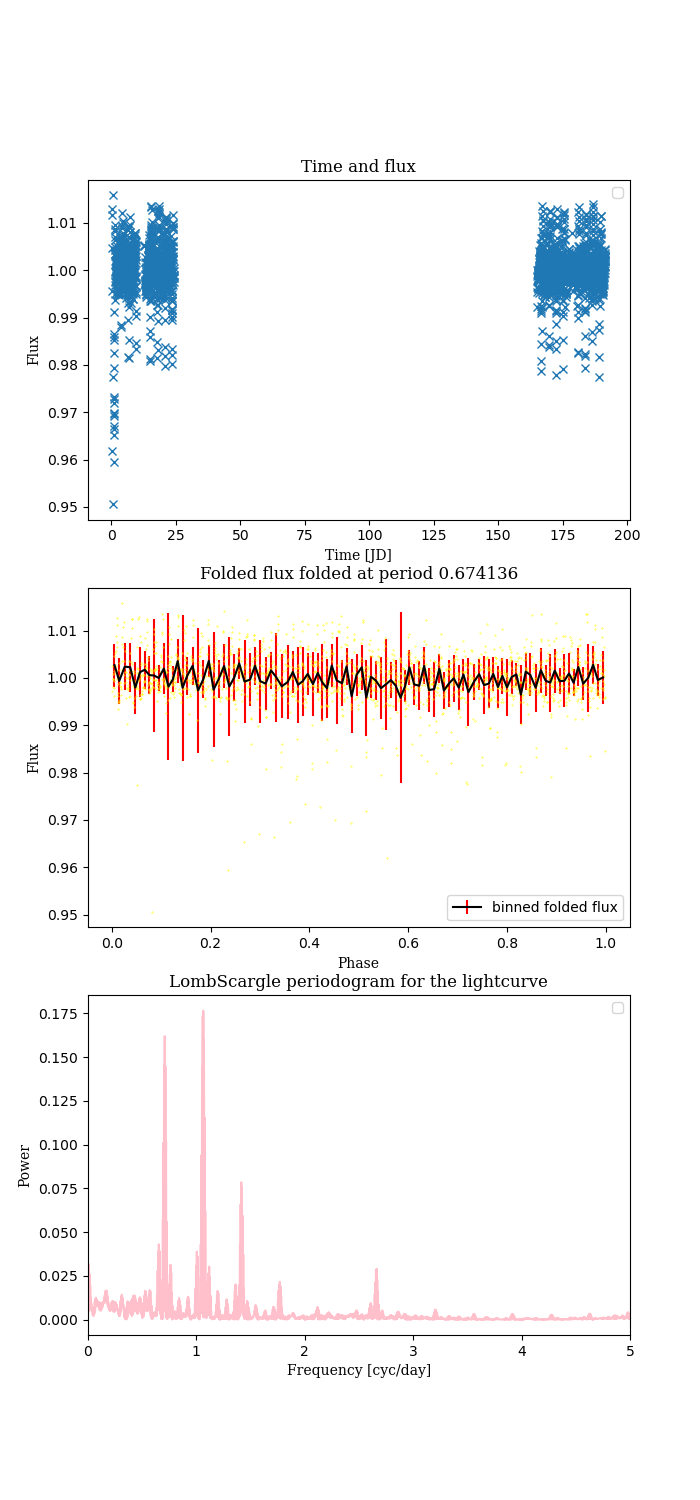 Time and flux
1.01
1.00
0.99
0.98
0.97
0.96
0.95
Flux
0 25 50 75 100 125 150 175 200
Time [JD]
Folded flux folded at period 0.674136
1.01
1.00
0.99
0.98
0.97
0.96
0.95
Flux
binned folded flux
0.0 0.2 0.4 0.6 0.8 1.0
Phase
LombScargle periodogram for the lightcurve
0.175
0.150
0.125
0.100
0.075
0.050
0.025
0.000
Power
0 1 2 3 4 5
Frequency [cyc/day]